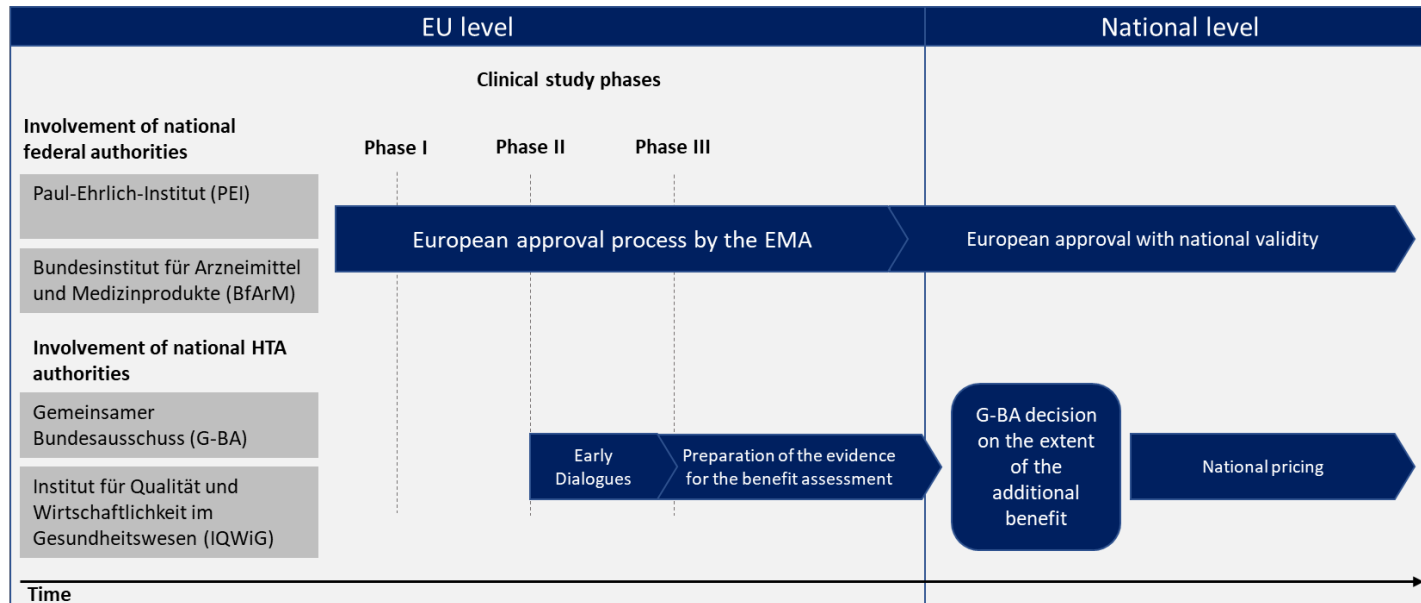 EU level
National level
Clinical study phases
Involvement of national
federal authorities
Phase I
Phase II
Phase III
Paul-Ehrlich-Institut (PEI)
European approval process by the EMA
European approval with national validity
Bundesinstitut für Arzneimittel
und Medizinprodukte (BfArM)
Involvement of national HTA
authorities
Gemeinsamer
Bundesausschuss (G-BA)
Institut für Qualität und
Wirtschaftlichkeit im
Gesundheitswesen (IQWiG)
Early
Dialogues
Preparation of the evidence
for the benefit assessment
G-BA decision
on the extent
of the
additional
benefit
National pricing
Time